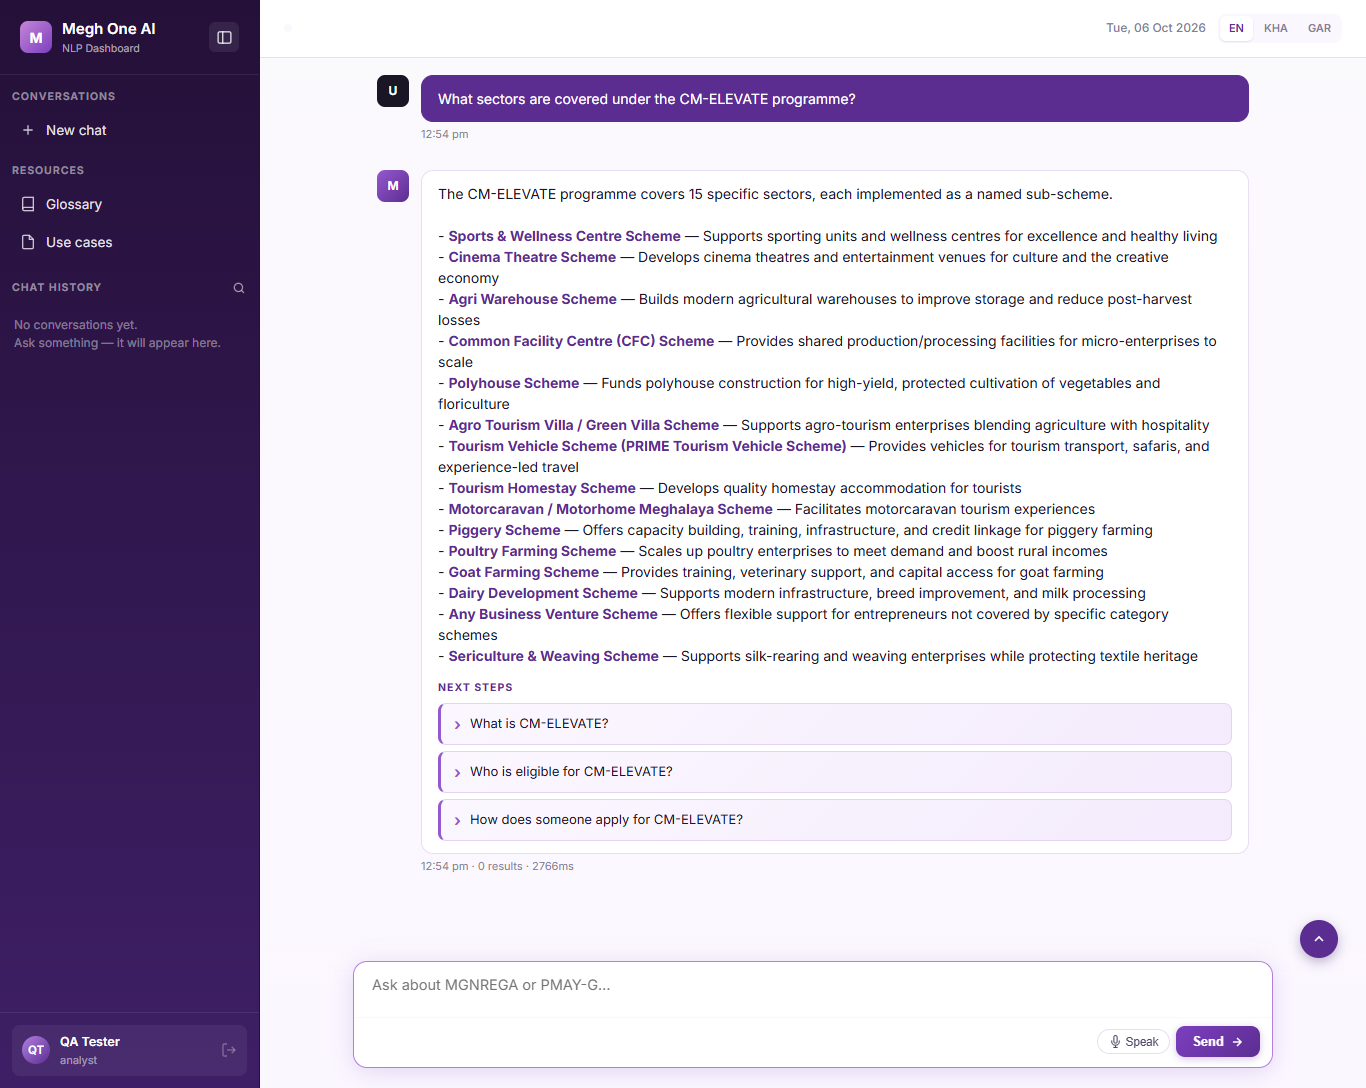 M
Megh One AI
NLP Dashboard
CONVERSATIONS
+ New chat
RESOURCES
Glossary
Use cases
CHAT HISTORY
No conversations yet.
Ask something — it will appear here.
QT
QA Tester
analyst
Tue, 06 Oct 2026
EN KHA GAR
U
What sectors are covered under the CM-ELEVATE programme?
12:54 pm
M
The CM-ELEVATE programme covers 15 specific sectors, each implemented as a named sub-scheme.
- Sports & Wellness Centre Scheme — Supports sporting units and wellness centres for excellence and healthy living
- Cinema Theatre Scheme — Develops cinema theatres and entertainment venues for culture and the creative
economy
- Agri Warehouse Scheme — Builds modern agricultural warehouses to improve storage and reduce post-harvest
losses
- Common Facility Centre (CFC) Scheme — Provides shared production/processing facilities for micro-enterprises to
scale
- Polyhouse Scheme — Funds polyhouse construction for high-yield, protected cultivation of vegetables and
floriculture
- Agro Tourism Villa / Green Villa Scheme — Supports agro-tourism enterprises blending agriculture with hospitality
- Tourism Vehicle Scheme (PRIME Tourism Vehicle Scheme) — Provides vehicles for tourism transport, safaris, and
experience-led travel
- Tourism Homestay Scheme — Develops quality homestay accommodation for tourists
- Motorcaravan / Motorhome Meghalaya Scheme — Facilitates motorcaravan tourism experiences
- Piggery Scheme — Offers capacity building, training, infrastructure, and credit linkage for piggery farming
- Poultry Farming Scheme — Scales up poultry enterprises to meet demand and boost rural incomes
- Goat Farming Scheme — Provides training, veterinary support, and capital access for goat farming
- Dairy Development Scheme — Supports modern infrastructure, breed improvement, and milk processing
- Any Business Venture Scheme — Offers flexible support for entrepreneurs not covered by specific category
schemes
- Sericulture & Weaving Scheme — Supports silk-rearing and weaving enterprises while protecting textile heritage
NEXT STEPS
› What is CM-ELEVATE?
› Who is eligible for CM-ELEVATE?
› How does someone apply for CM-ELEVATE?
12:54 pm · 0 results · 2766ms
Ask about MGNREGA or PMAY-G...
Speak
Send →